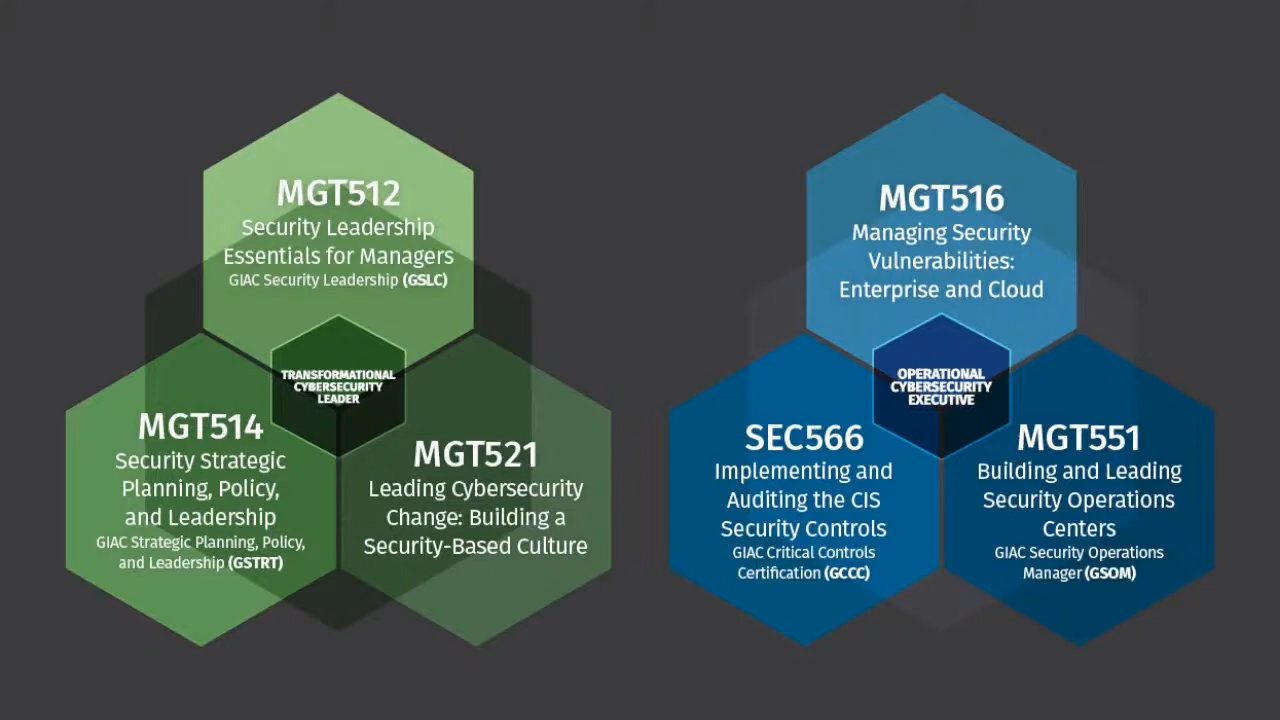 MGT512
Security Leadership
Essentials for Managers
GIAC Security Leadership (GSLC)
TRANSFORMATIONAL
CYBERSECURITY
LEADER
MGT514
Security Strategic
Planning, Policy,
and Leadership
GIAC Strategic Planning, Policy,
and Leadership (GSTRT)
MGT521
Leading Cybersecurity
Change: Building a
Security-Based Culture
MGT516
Managing Security
Vulnerabilities:
Enterprise and Cloud
OPERATIONAL
CYBERSECURITY
EXECUTIVE
SEC566
Implementing and
Auditing the CIS
Security Controls
GIAC Critical Controls
Certification (GCCC)
MGT551
Building and Leading
Security Operations
Centers
GIAC Security Operations
Manager (GSOM)